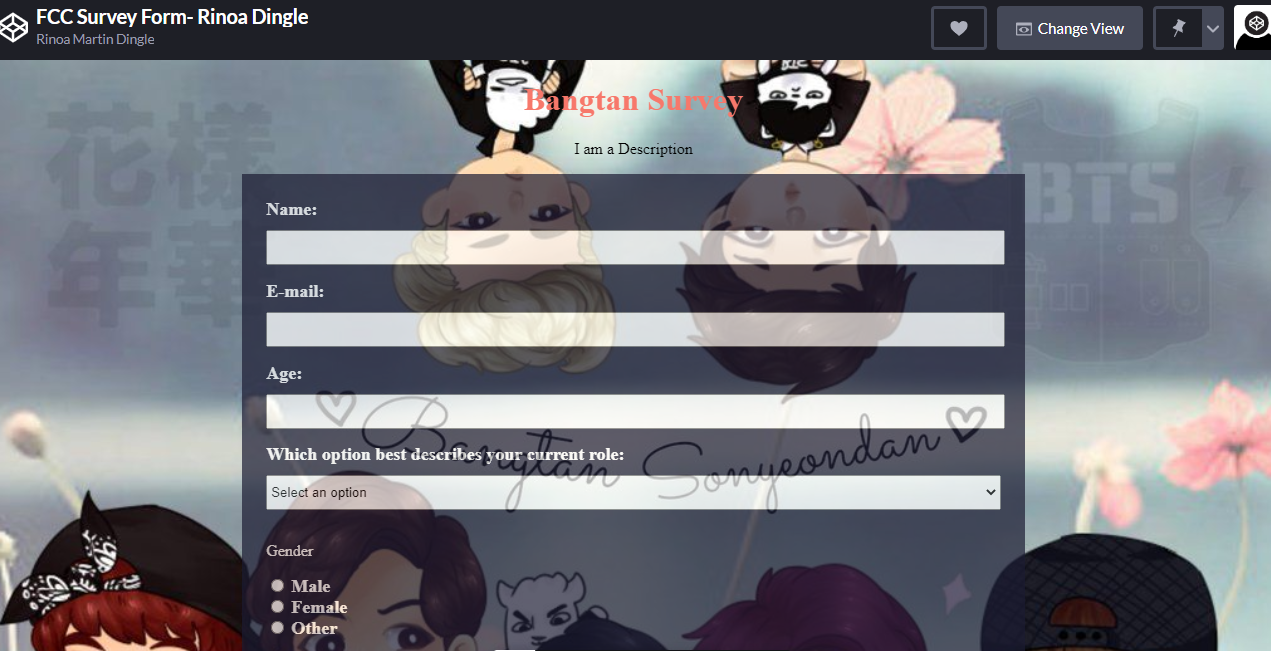 FCC Survey Form- Rinoa Dingle
Rinoa Martin Dingle
Change View
Bangtan Survey
I am a Description
花樣
年華
BTS
Name:
E-mail:
Age:
Bangtan Sonyeondan
Which option best describes your current role:
Select an option
Gender
Male
Female
Other